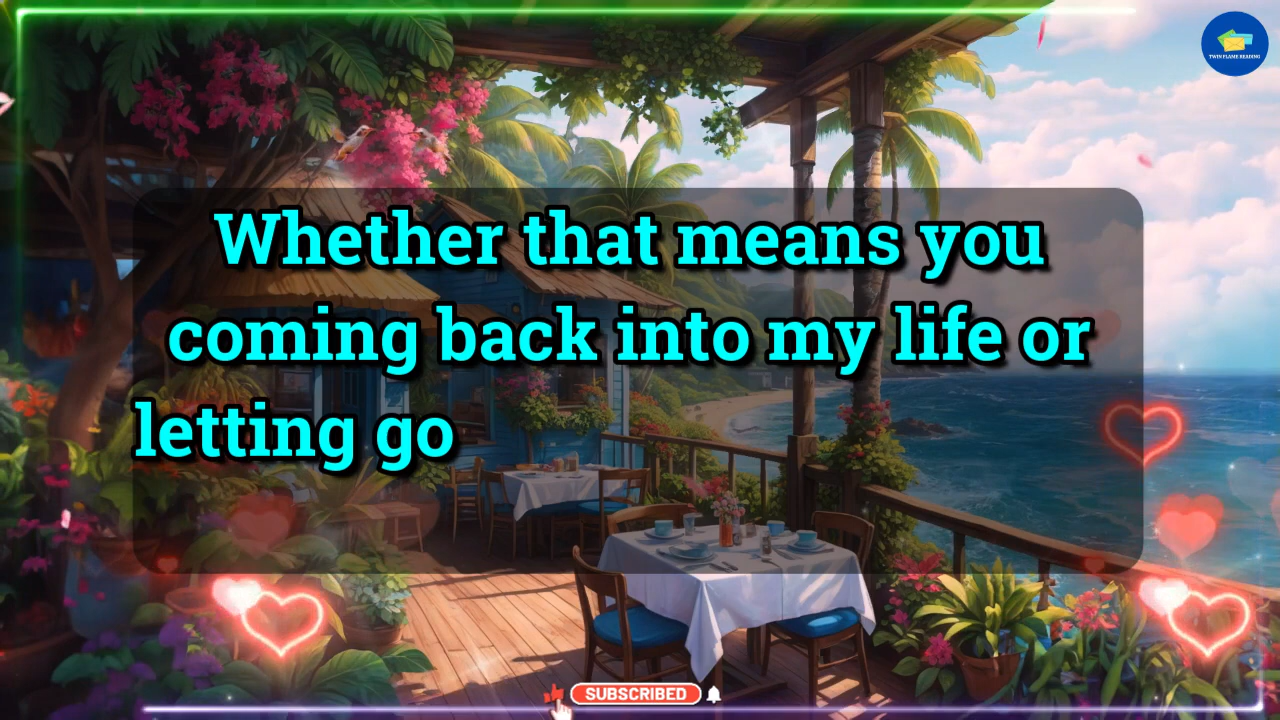 TWIN FLAME READING
Whether that means you
coming back into my life or
letting go
SUBSCRIBED